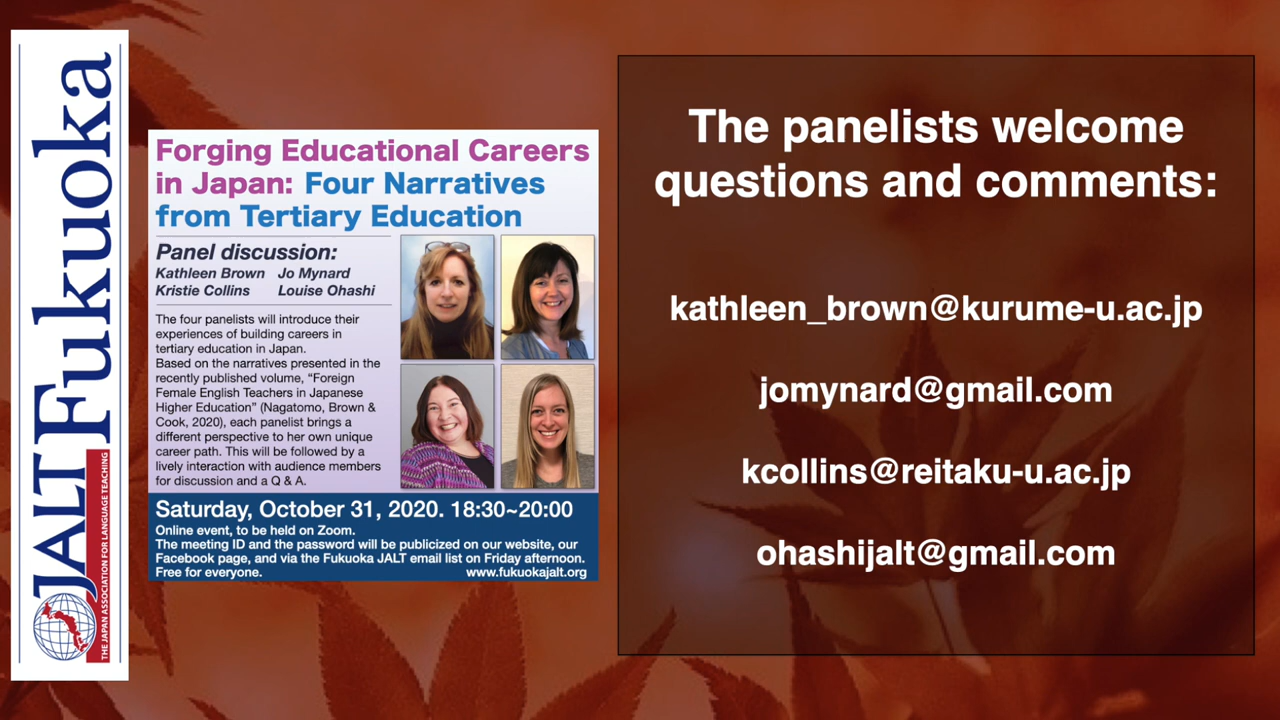 JALT Fukuoka
THE JAPAN ASSOCIATION FOR LANGUAGE TEACHING
Forging Educational Careers
in Japan: Four Narratives
from Tertiary Education
Panel discussion:
Kathleen Brown Jo Mynard
Kristie Collins Louise Ohashi
The four panelists will introduce their
experiences of building careers in
tertiary education in Japan.
Based on the narratives presented in the
recently published volume, “Foreign
Female English Teachers in Japanese
Higher Education” (Nagatomo, Brown &
Cook, 2020), each panelist brings a
different perspective to her own unique
career path. This will be followed by a
lively interaction with audience members
for discussion and a Q & A.
Saturday, October 31, 2020. 18:30~20:00
Online event, to be held on Zoom.
The meeting ID and the password will be publicized on our website, our
Facebook page, and via the Fukuoka JALT email list on Friday afternoon.
Free for everyone. www.fukuokajalt.org
The panelists welcome
questions and comments:
kathleen_brown@kurume-u.ac.jp
jomynard@gmail.com
kcollins@reitaku-u.ac.jp
ohashijalt@gmail.com